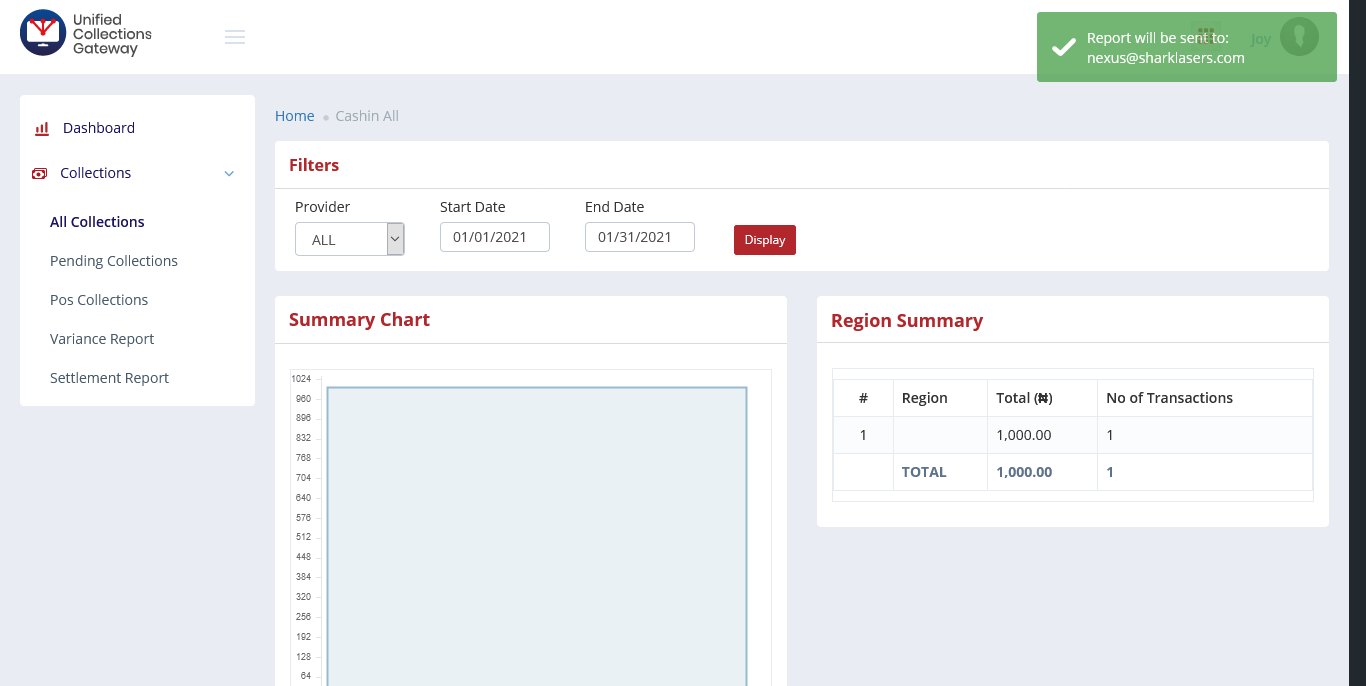 Unified
Collections
Gateway
Report will be sent to:
nexus@sharklasers.com
Joy
Dashboard
Collections
All Collections
Pending Collections
Pos Collections
Variance Report
Settlement Report
Home Cashin All
Filters
Provider Start Date End Date
ALL 01/01/2021 01/31/2021 Display
Summary Chart
1024
960
896
832
768
704
640
576
512
448
384
320
256
192
128
64
Region Summary
# Region Total (₦) No of Transactions
1 1,000.00 1
TOTAL 1,000.00 1